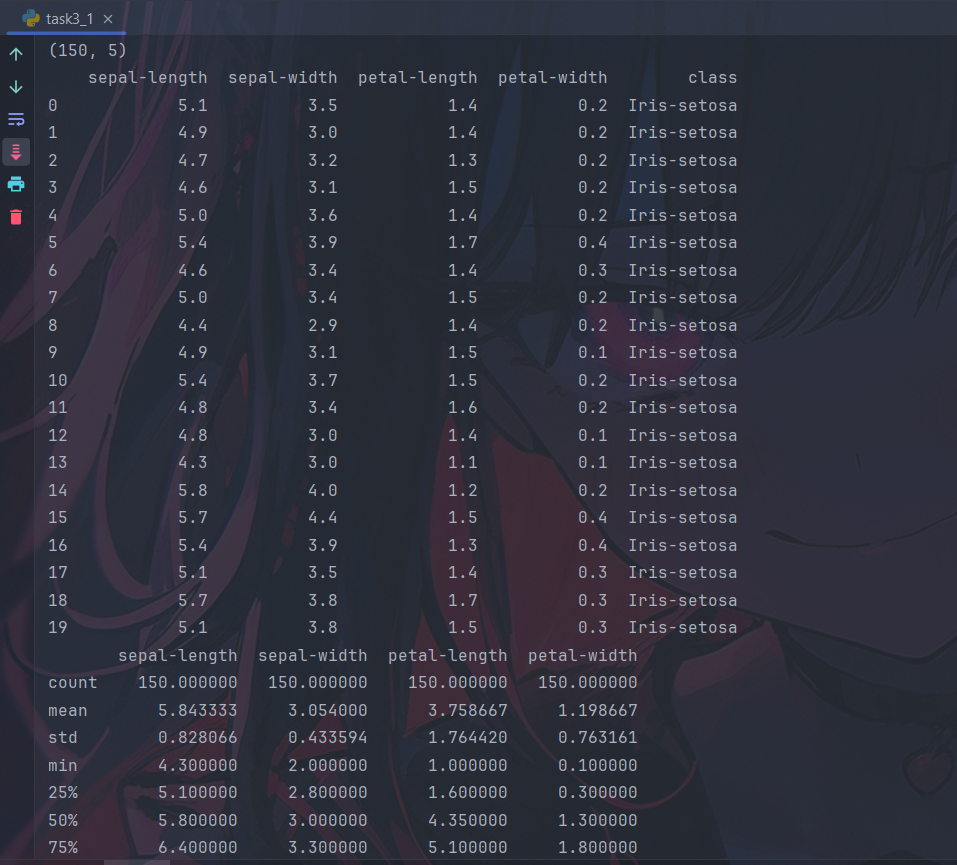 task3_1
(150, 5)
sepal-length sepal-width petal-length petal-width class
0 5.1 3.5 1.4 0.2 Iris-setosa
1 4.9 3.0 1.4 0.2 Iris-setosa
2 4.7 3.2 1.3 0.2 Iris-setosa
3 4.6 3.1 1.5 0.2 Iris-setosa
4 5.0 3.6 1.4 0.2 Iris-setosa
5 5.4 3.9 1.7 0.4 Iris-setosa
6 4.6 3.4 1.4 0.3 Iris-setosa
7 5.0 3.4 1.5 0.2 Iris-setosa
8 4.4 2.9 1.4 0.2 Iris-setosa
9 4.9 3.1 1.5 0.1 Iris-setosa
10 5.4 3.7 1.5 0.2 Iris-setosa
11 4.8 3.4 1.6 0.2 Iris-setosa
12 4.8 3.0 1.4 0.1 Iris-setosa
13 4.3 3.0 1.1 0.1 Iris-setosa
14 5.8 4.0 1.2 0.2 Iris-setosa
15 5.7 4.4 1.5 0.4 Iris-setosa
16 5.4 3.9 1.3 0.4 Iris-setosa
17 5.1 3.5 1.4 0.3 Iris-setosa
18 5.7 3.8 1.7 0.3 Iris-setosa
19 5.1 3.8 1.5 0.3 Iris-setosa
sepal-length sepal-width petal-length petal-width
count 150.000000 150.000000 150.000000 150.000000
mean 5.843333 3.054000 3.758667 1.198667
std 0.828066 0.433594 1.764420 0.763161
min 4.300000 2.000000 1.000000 0.100000
25% 5.100000 2.800000 1.600000 0.300000
50% 5.800000 3.000000 4.350000 1.300000
75% 6.400000 3.300000 5.100000 1.800000